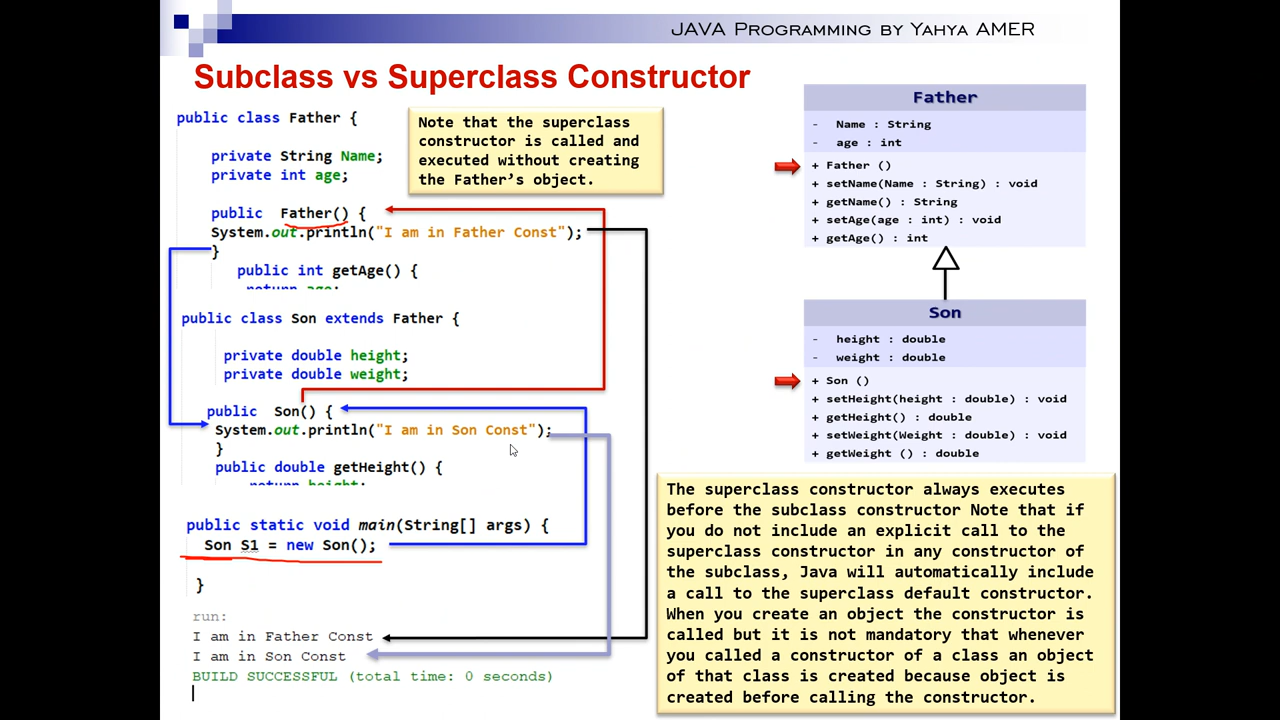 JAVA Programming by Yahya AMER
Subclass vs Superclass Constructor
public class Father {
private String Name;
private int age;
public Father() {
System.out.println("I am in Father Const");
}
public int getAge() {
return age;
Note that the superclass
constructor is called and
executed without creating
the Father's object.
public class Son extends Father {
private double height;
private double weight;
public Son() {
System.out.println("I am in Son Const");
}
public double getHeight() {
return height;
public static void main(String[] args) {
Son S1 = new Son();
}
run:
I am in Father Const
I am in Son Const
BUILD SUCCESSFUL (total time: 0 seconds)
Father
- Name : String
- age : int
+ Father ()
+ setName(Name : String) : void
+ getName() : String
+ setAge(age : int) : void
+ getAge() : int
Son
- height : double
- weight : double
+ Son ()
+ setHeight(height : double) : void
+ getHeight() : double
+ setWeight(Weight : double) : void
+ getWeight () : double
The superclass constructor always executes
before the subclass constructor Note that if
you do not include an explicit call to the
superclass constructor in any constructor of
the subclass, Java will automatically include
a call to the superclass default constructor.
When you create an object the constructor is
called but it is not mandatory that whenever
you called a constructor of a class an object
of that class is created because object is
created before calling the constructor.